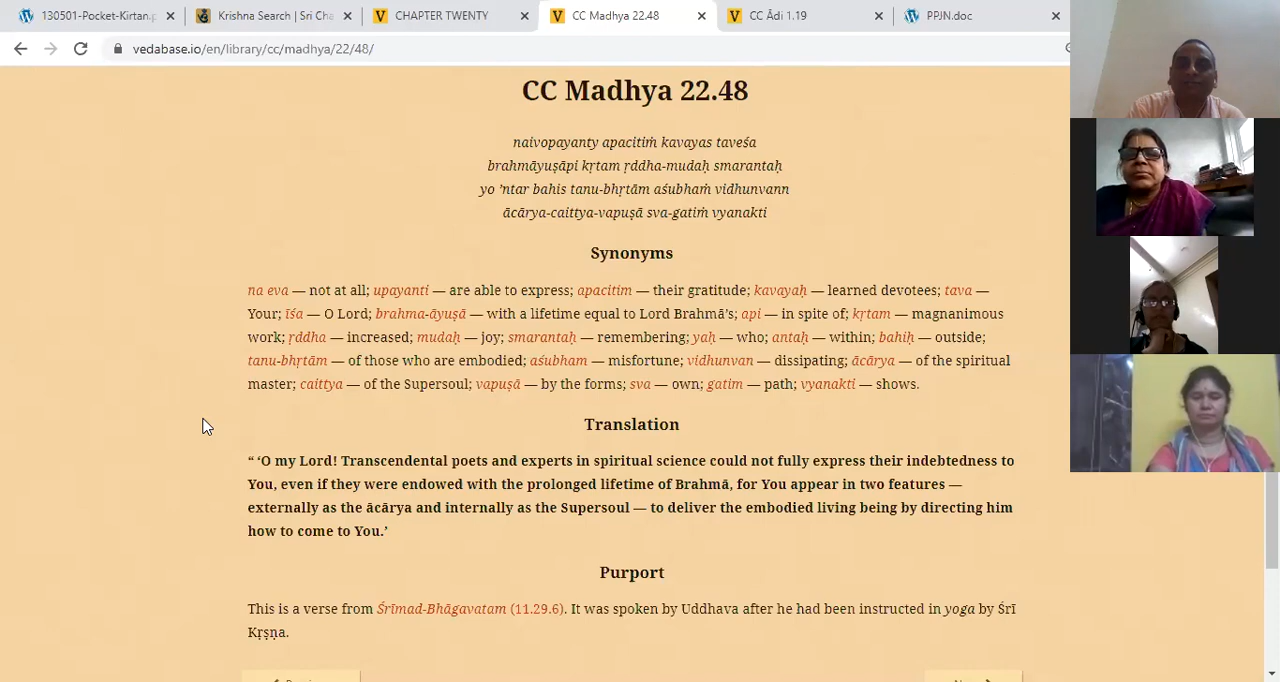 130501-Pocket-Kirtan.p
Krishna Search | Sri Cha
CHAPTER TWENTY
CC Madhya 22.48
CC Ādi 1.19
PPJN.doc
vedabase.io/en/library/cc/madhya/22/48/
CC Madhya 22.48
naivopayanty apacitiṁ kavayas taveśa
brahmāyuṣāpi kṛtam ṛddha-mudaḥ smarantaḥ
yo 'ntar bahis tanu-bhṛtām aśubhaṁ vidhunvann
ācārya-caittya-vapuṣā sva-gatiṁ vyanakti
Synonyms
na eva — not at all; upayanti — are able to express; apacitim — their gratitude; kavayaḥ — learned devotees; tava —
Your; īśa — O Lord; brahma-āyuṣā — with a lifetime equal to Lord Brahmā's; api — in spite of; kṛtam — magnanimous
work; ṛddha — increased; mudaḥ — joy; smarantaḥ — remembering; yaḥ — who; antaḥ — within; bahiḥ — outside;
tanu-bhṛtām — of those who are embodied; aśubham — misfortune; vidhunvan — dissipating; ācārya — of the spiritual
master; caittya — of the Supersoul; vapuṣā — by the forms; sva — own; gatim — path; vyanakti — shows.
Translation
“ ‘O my Lord! Transcendental poets and experts in spiritual science could not fully express their indebtedness to
You, even if they were endowed with the prolonged lifetime of Brahmā, for You appear in two features —
externally as the ācārya and internally as the Supersoul — to deliver the embodied living being by directing him
how to come to You.’
Purport
This is a verse from Śrīmad-Bhāgavatam (11.29.6). It was spoken by Uddhava after he had been instructed in yoga by Śrī
Kṛṣṇa.